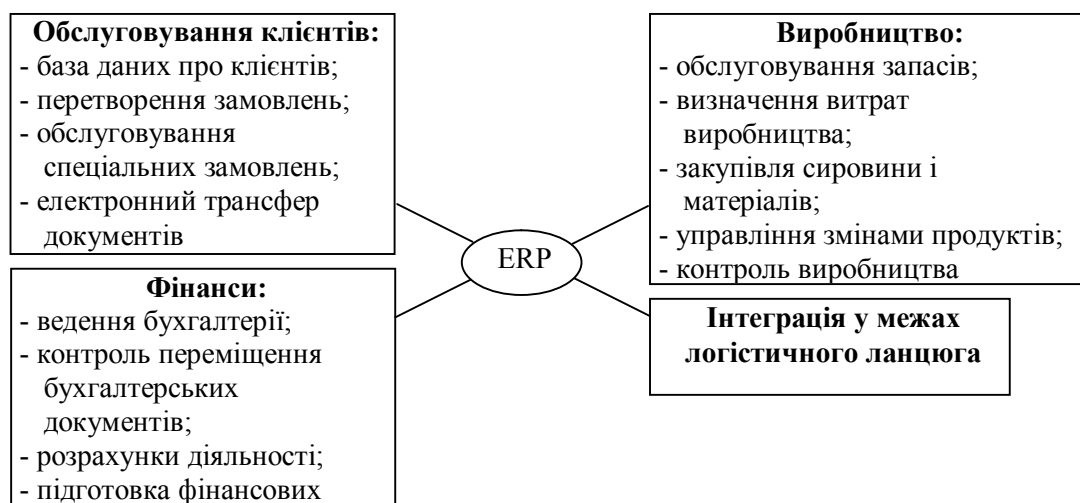 Обслуговування клієнтів:
- база даних про клієнтів;
- перетворення замовлень;
- обслуговування
спеціальних замовлень;
- електронний трансфер
документів
Фінанси:
- ведення бухгалтерії;
- контроль переміщення
бухгалтерських
документів;
- розрахунки діяльності;
- підготовка фінансових
ERP
Виробництво:
- обслуговування запасів;
- визначення витрат
виробництва;
- закупівля сировини і
матеріалів;
- управління змінами продуктів;
- контроль виробництва
Інтеграція у межах
логістичного ланцюга